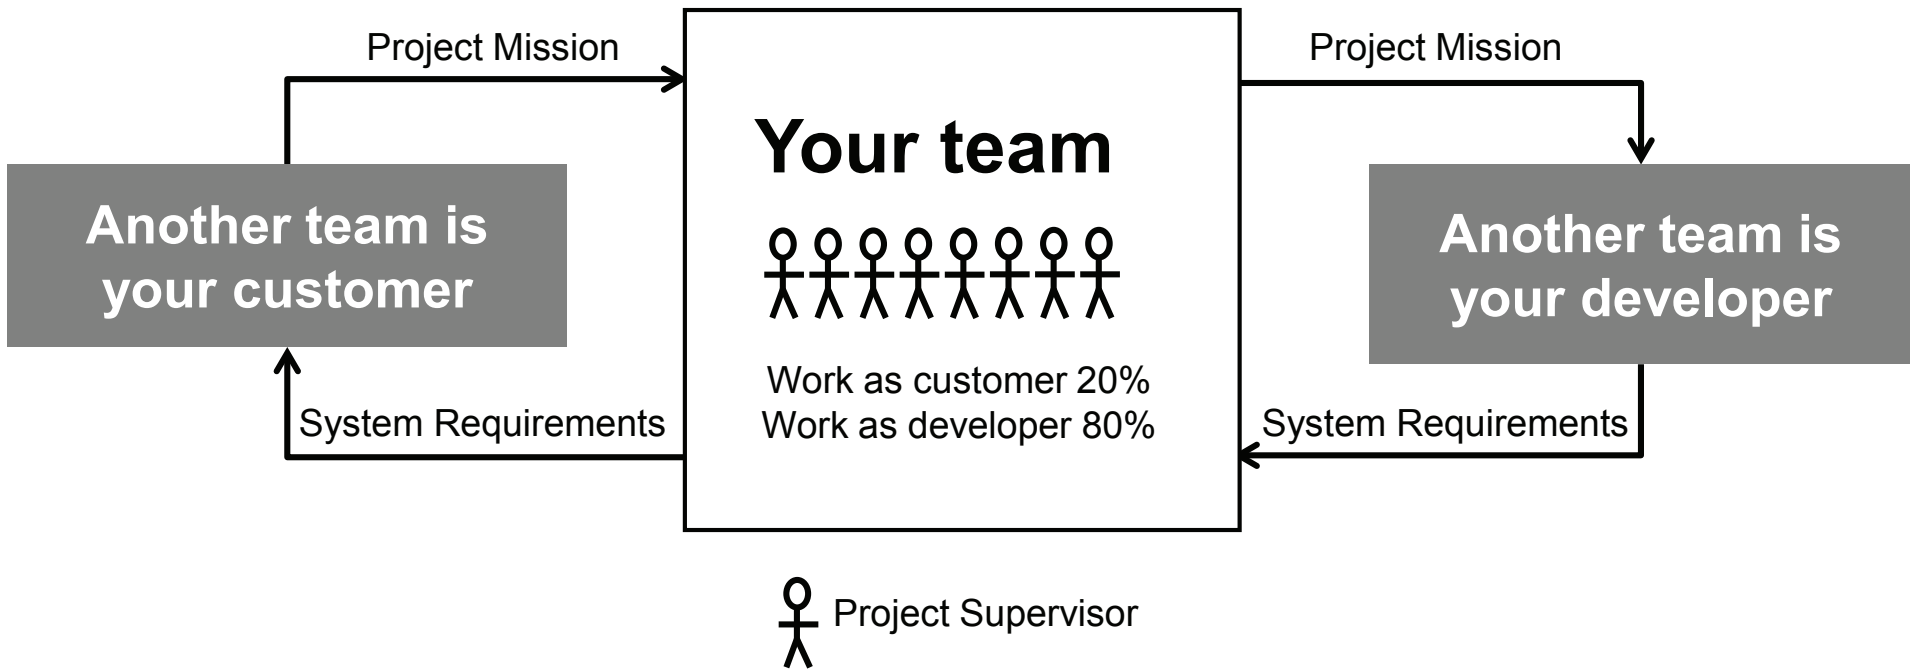 Project Mission
Project Mission
Your team
Another team is
your customer
Another team is
your developer
Work as customer 20%
Work as developer 80%
System Requirements
System Requirements
Project Supervisor